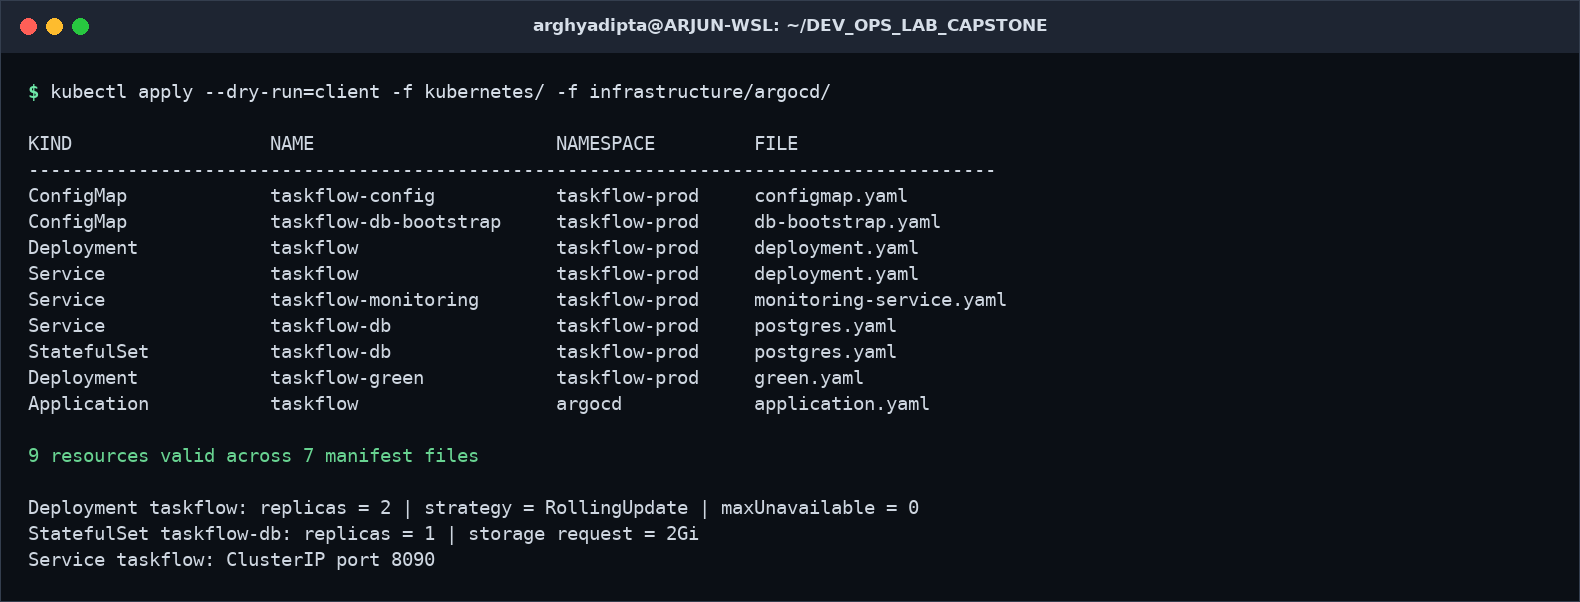 arghyadipta@ARJUN-WSL: ~/DEV_OPS_LAB_CAPSTONE
$ kubectl apply --dry-run=client -f kubernetes/ -f infrastructure/argocd/
KIND NAME NAMESPACE FILE
----------------------------------------------------------------------------------------
ConfigMap taskflow-config taskflow-prod configmap.yaml
ConfigMap taskflow-db-bootstrap taskflow-prod db-bootstrap.yaml
Deployment taskflow taskflow-prod deployment.yaml
Service taskflow taskflow-prod deployment.yaml
Service taskflow-monitoring taskflow-prod monitoring-service.yaml
Service taskflow-db taskflow-prod postgres.yaml
StatefulSet taskflow-db taskflow-prod postgres.yaml
Deployment taskflow-green taskflow-prod green.yaml
Application taskflow argocd application.yaml
9 resources valid across 7 manifest files
Deployment taskflow: replicas = 2 | strategy = RollingUpdate | maxUnavailable = 0
StatefulSet taskflow-db: replicas = 1 | storage request = 2Gi
Service taskflow: ClusterIP port 8090